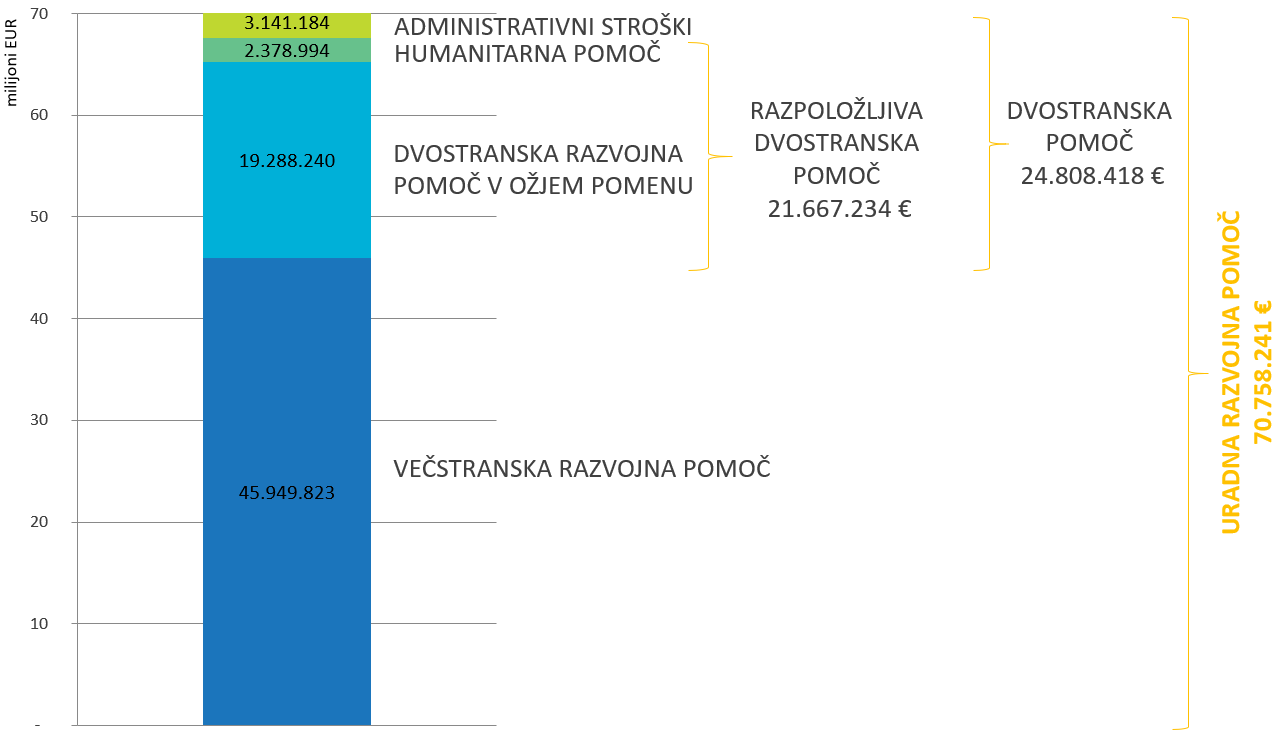 milijoni EUR
70
60
50
40
30
20
10
-
3.141.184
2.378.994
19.288.240
45.949.823
ADMINISTRATIVNI STROŠKI
HUMANITARNA POMOČ
DVOSTRANSKA RAZVOJNA
POMOČ V OŽJEM POMENU
VEČSTRANSKA RAZVOJNA POMOČ
RAZPOLOŽLJIVA
DVOSTRANSKA
POMOČ
21.667.234 €
DVOSTRANSKA
POMOČ
24.808.418 €
URADNA RAZVOJNA POMOČ
70.758.241 €